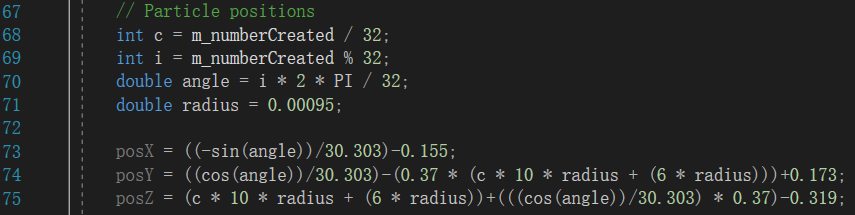 67 // Particle positions
68 int c = m_numberCreated / 32;
69 int i = m_numberCreated % 32;
70 double angle = i * 2 * PI / 32;
71 double radius = 0.00095;
72
73 posX = ((-sin(angle))/30.303)-0.155;
74 posY = ((cos(angle))/30.303)-(0.37 * (c * 10 * radius + (6 * radius)))+0.173;
75 posZ = (c * 10 * radius + (6 * radius))+(((cos(angle))/30.303) * 0.37)-0.319;